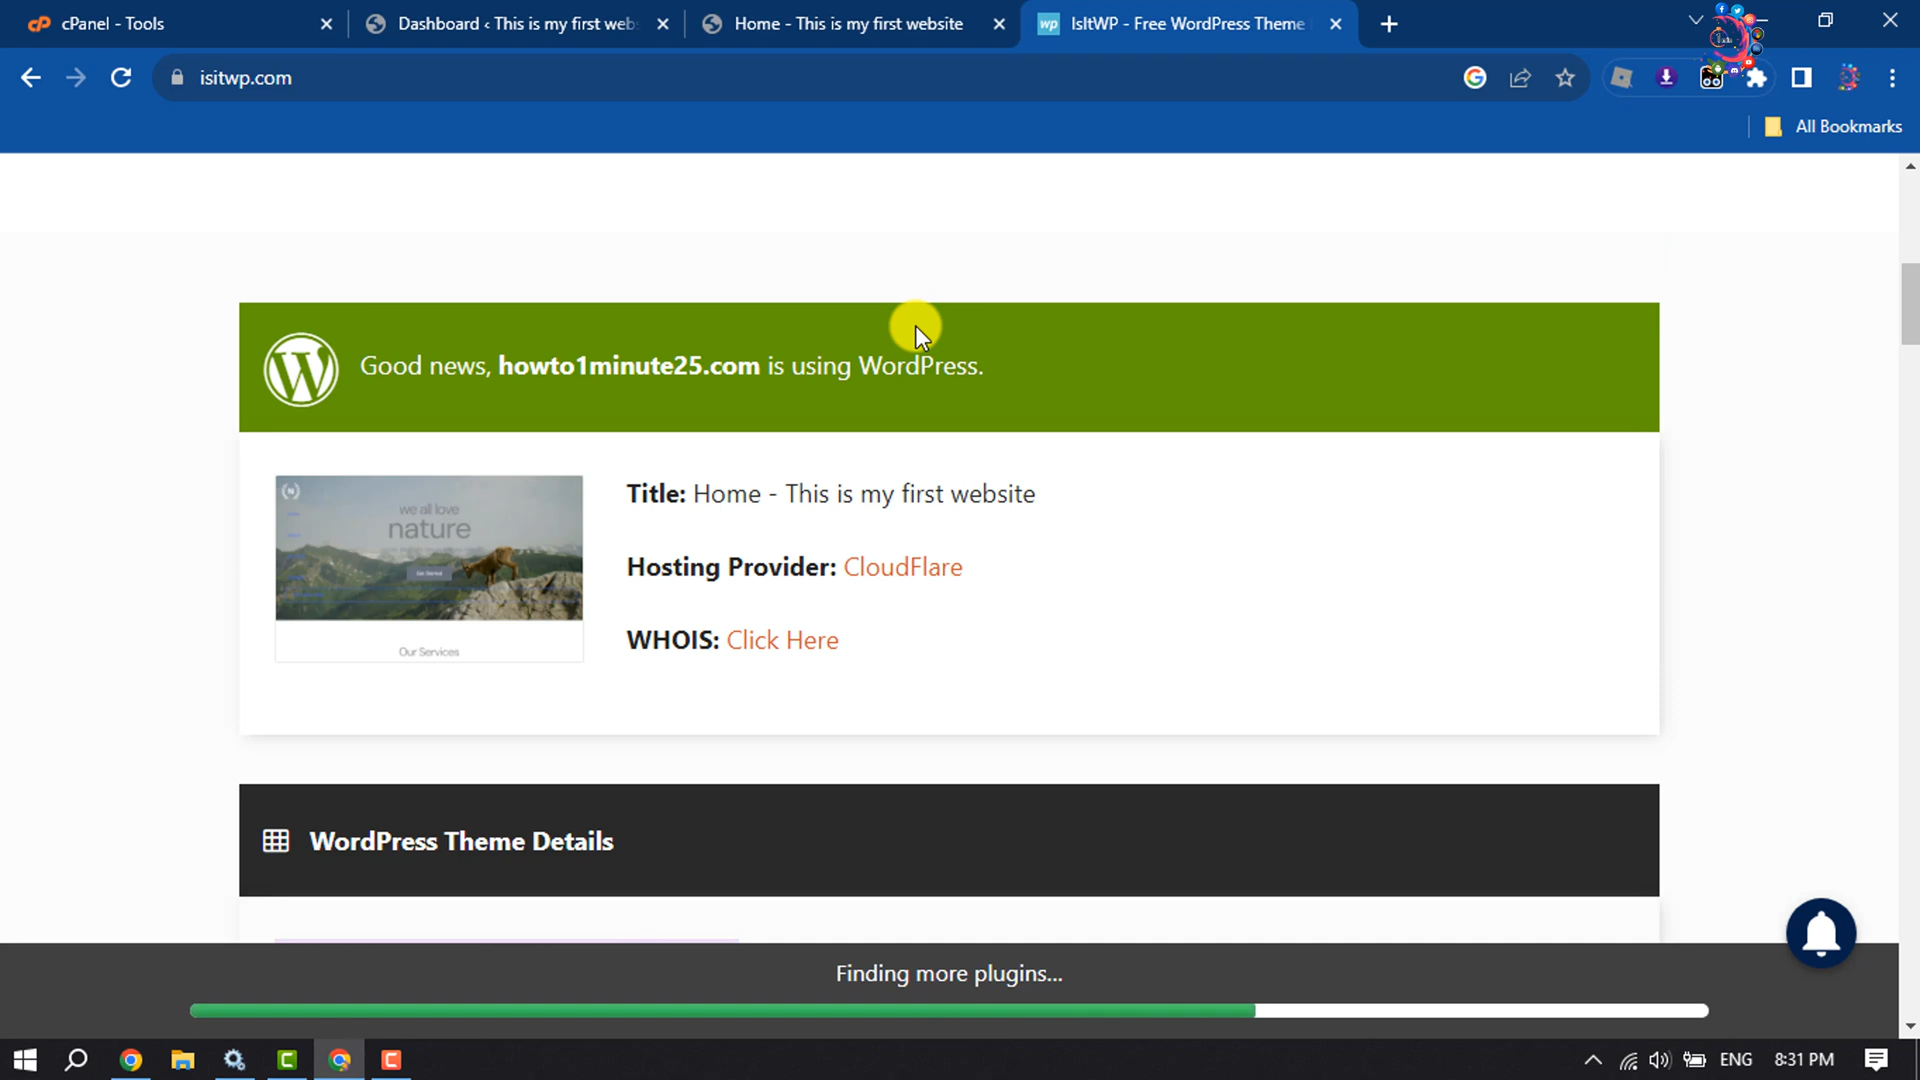 cPanel - Tools
Dashboard ‹ This is my first web
Home - This is my first website
IsItWP - Free WordPress Theme
isitwp.com
All Bookmarks
Good news, howto1minute25.com is using WordPress.
we all love
nature
Get Started
Our Services
Title: Home - This is my first website
Hosting Provider: CloudFlare
WHOIS: Click Here
WordPress Theme Details
Finding more plugins...
ENG
8:31 PM